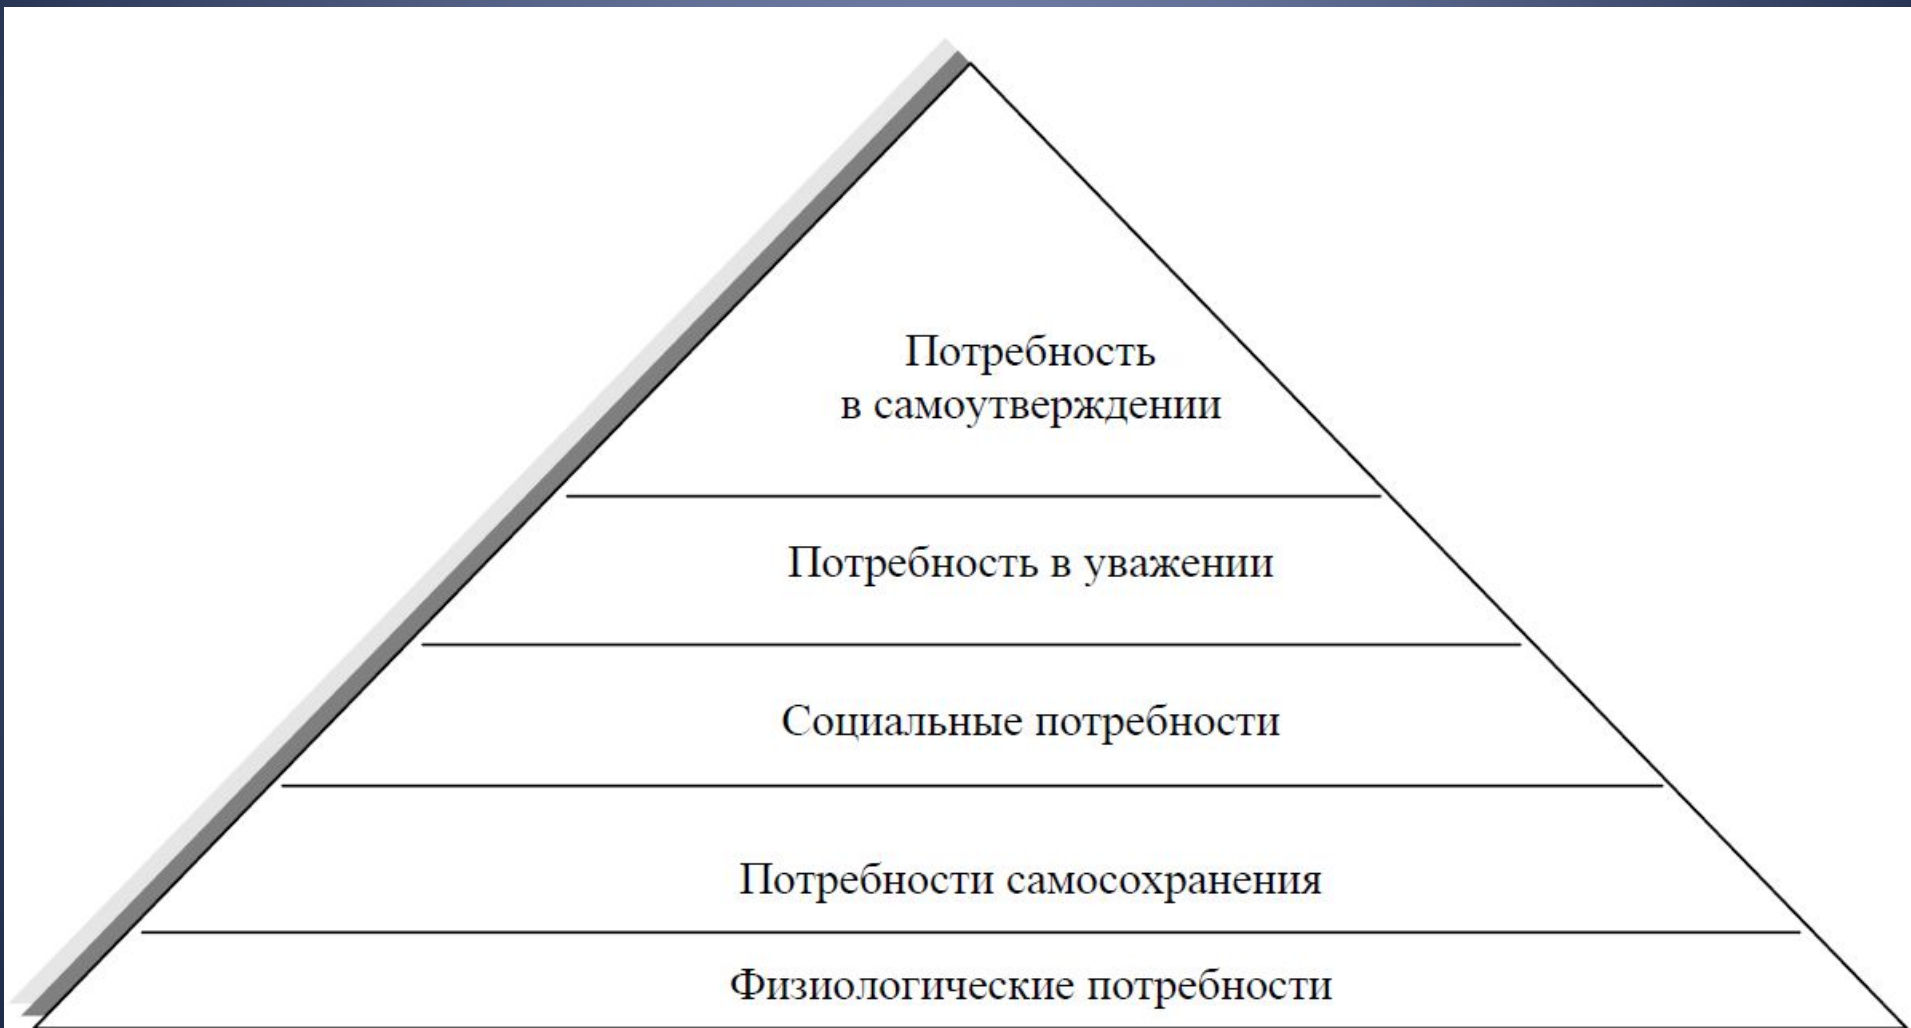 Потребность
в самоутверждении
Потребность в уважении
Социальные потребности
Потребности самосохранения
Физиологические потребности